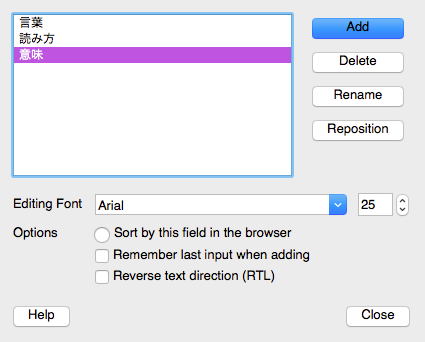 言葉
読み方
意味
Add
Delete
Rename
Reposition
Editing Font
Arial
25
Options
Sort by this field in the browser
Remember last input when adding
Reverse text direction (RTL)
Help
Close